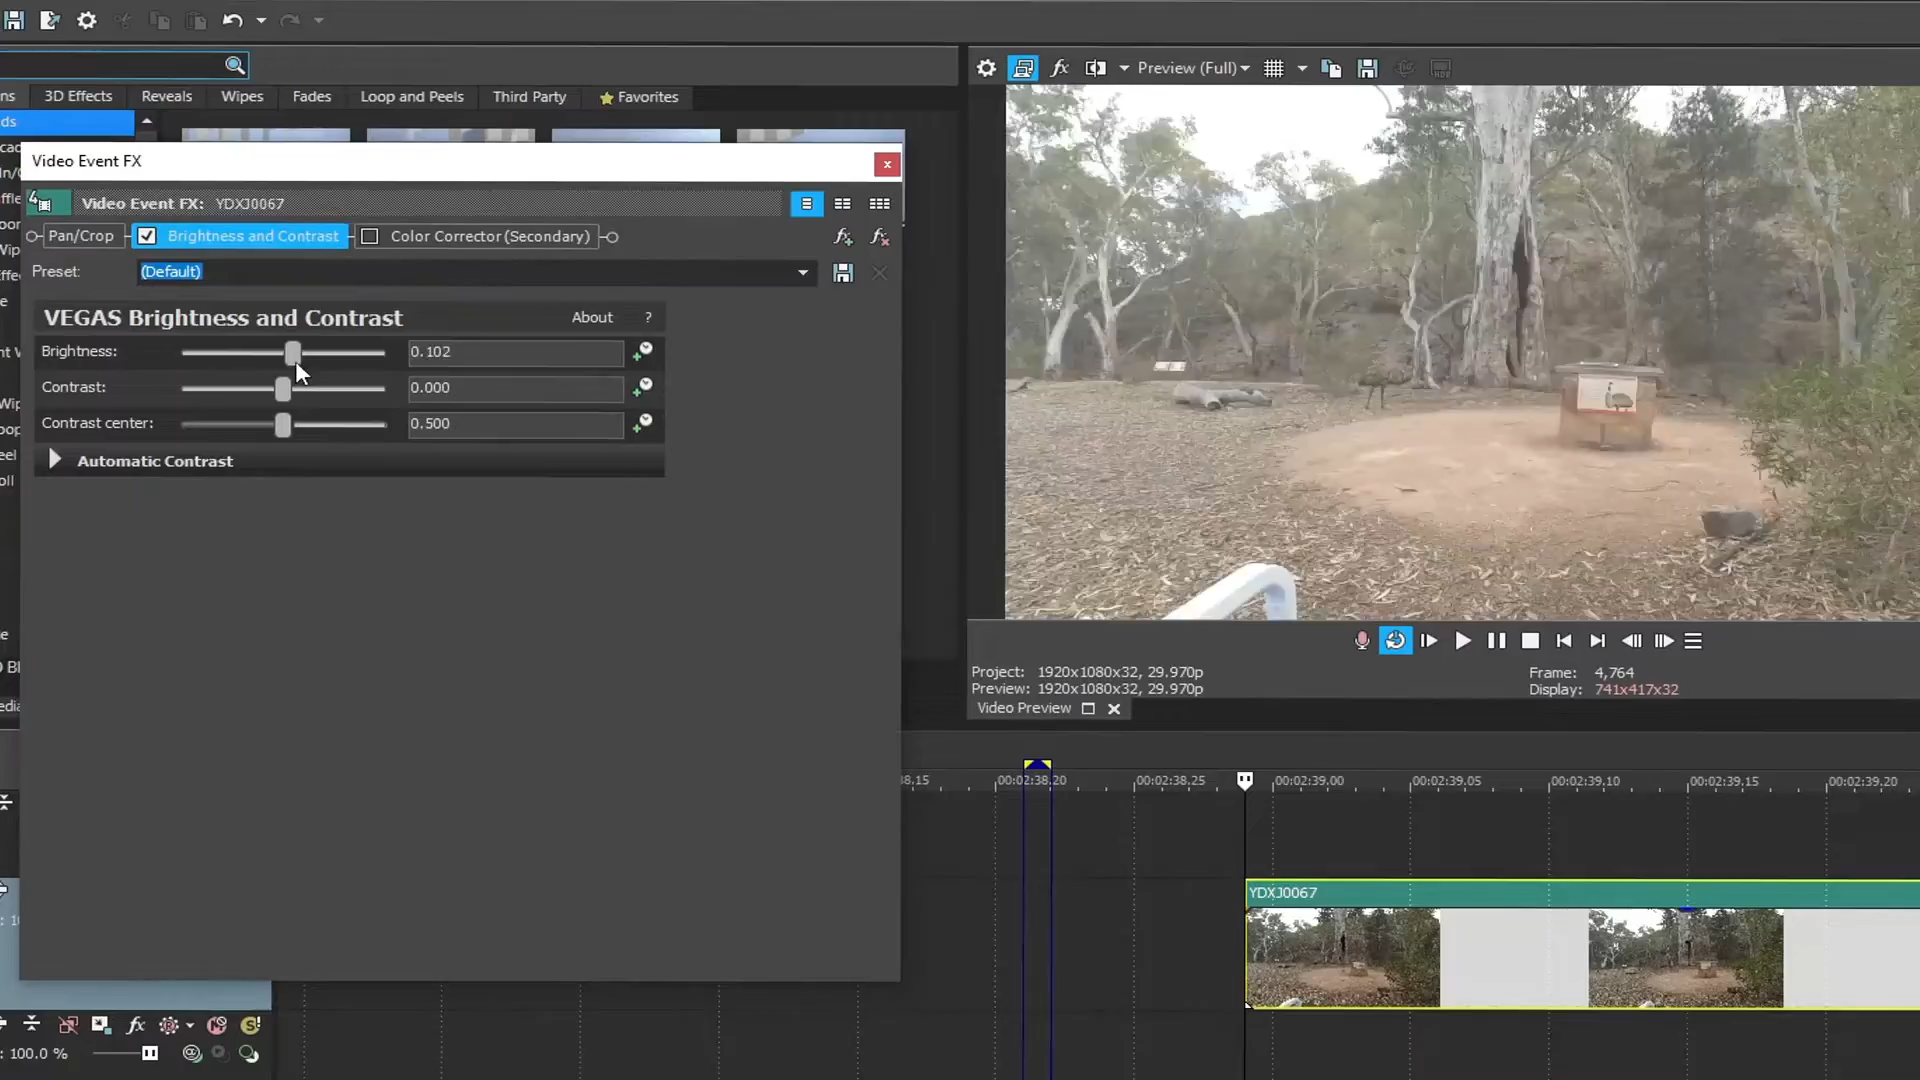 Preview (Full)
ns 3D Effects Reveals Wipes Fades Loop and Peels Third Party Favorites
ds
Video Event FX
Video Event FX: YDXJ0067
Pan/Crop Brightness and Contrast Color Corrector (Secondary)
Preset: (Default)
VEGAS Brightness and Contrast About ?
Brightness: 0.102
Contrast: 0.000
Contrast center: 0.500
Automatic Contrast
Project: 1920x1080x32, 29.970p Frame: 4,764
Preview: 1920x1080x32, 29.970p Display: 741x417x32
Video Preview
00:02:38.20 00:02:38.25 00:02:39.00 00:02:39.05 00:02:39.10 00:02:39.15 00:02:39.20
YDXJ0067
: 100.0 %